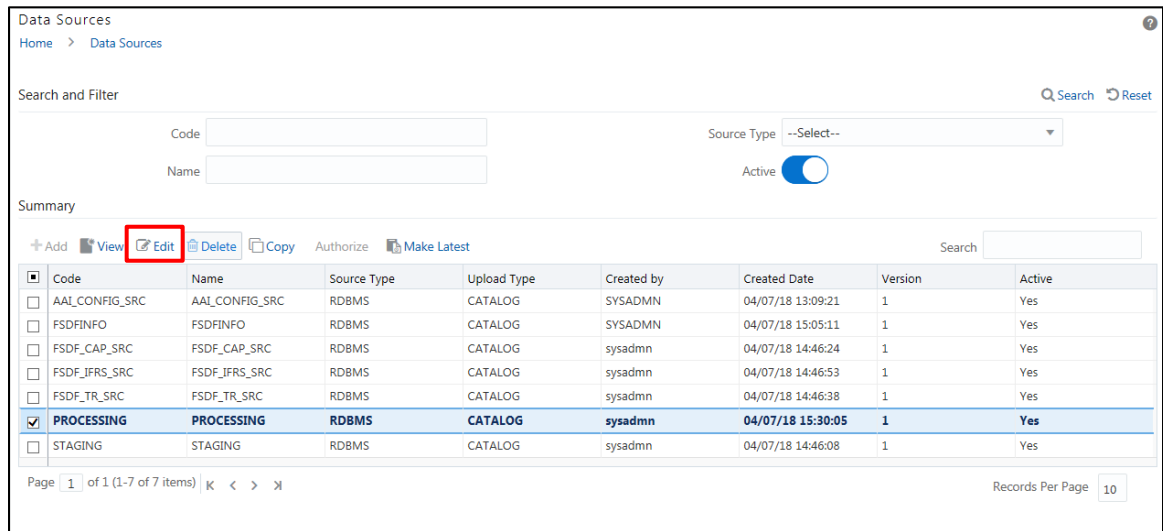 Data Sources
Home > Data Sources
Search and Filter Search Reset
Code Source Type --Select--
Name Active
Summary
Add View Edit Delete Copy Authorize Make Latest Search
Code Name Source Type Upload Type Created by Created Date Version Active
AAI_CONFIG_SRC AAI_CONFIG_SRC RDBMS CATALOG SYSADMN 04/07/18 13:09:21 1 Yes
FSDFINFO FSDFINFO RDBMS CATALOG SYSADMN 04/07/18 15:05:11 1 Yes
FSDF_CAP_SRC FSDF_CAP_SRC RDBMS CATALOG sysadmn 04/07/18 14:46:24 1 Yes
FSDF_IFRS_SRC FSDF_IFRS_SRC RDBMS CATALOG sysadmn 04/07/18 14:46:53 1 Yes
FSDF_TR_SRC FSDF_TR_SRC RDBMS CATALOG sysadmn 04/07/18 14:46:38 1 Yes
PROCESSING PROCESSING RDBMS CATALOG sysadmn 04/07/18 15:30:05 1 Yes
STAGING STAGING RDBMS CATALOG sysadmn 04/07/18 14:46:08 1 Yes
Page 1 of 1 (1-7 of 7 items) Records Per Page 10